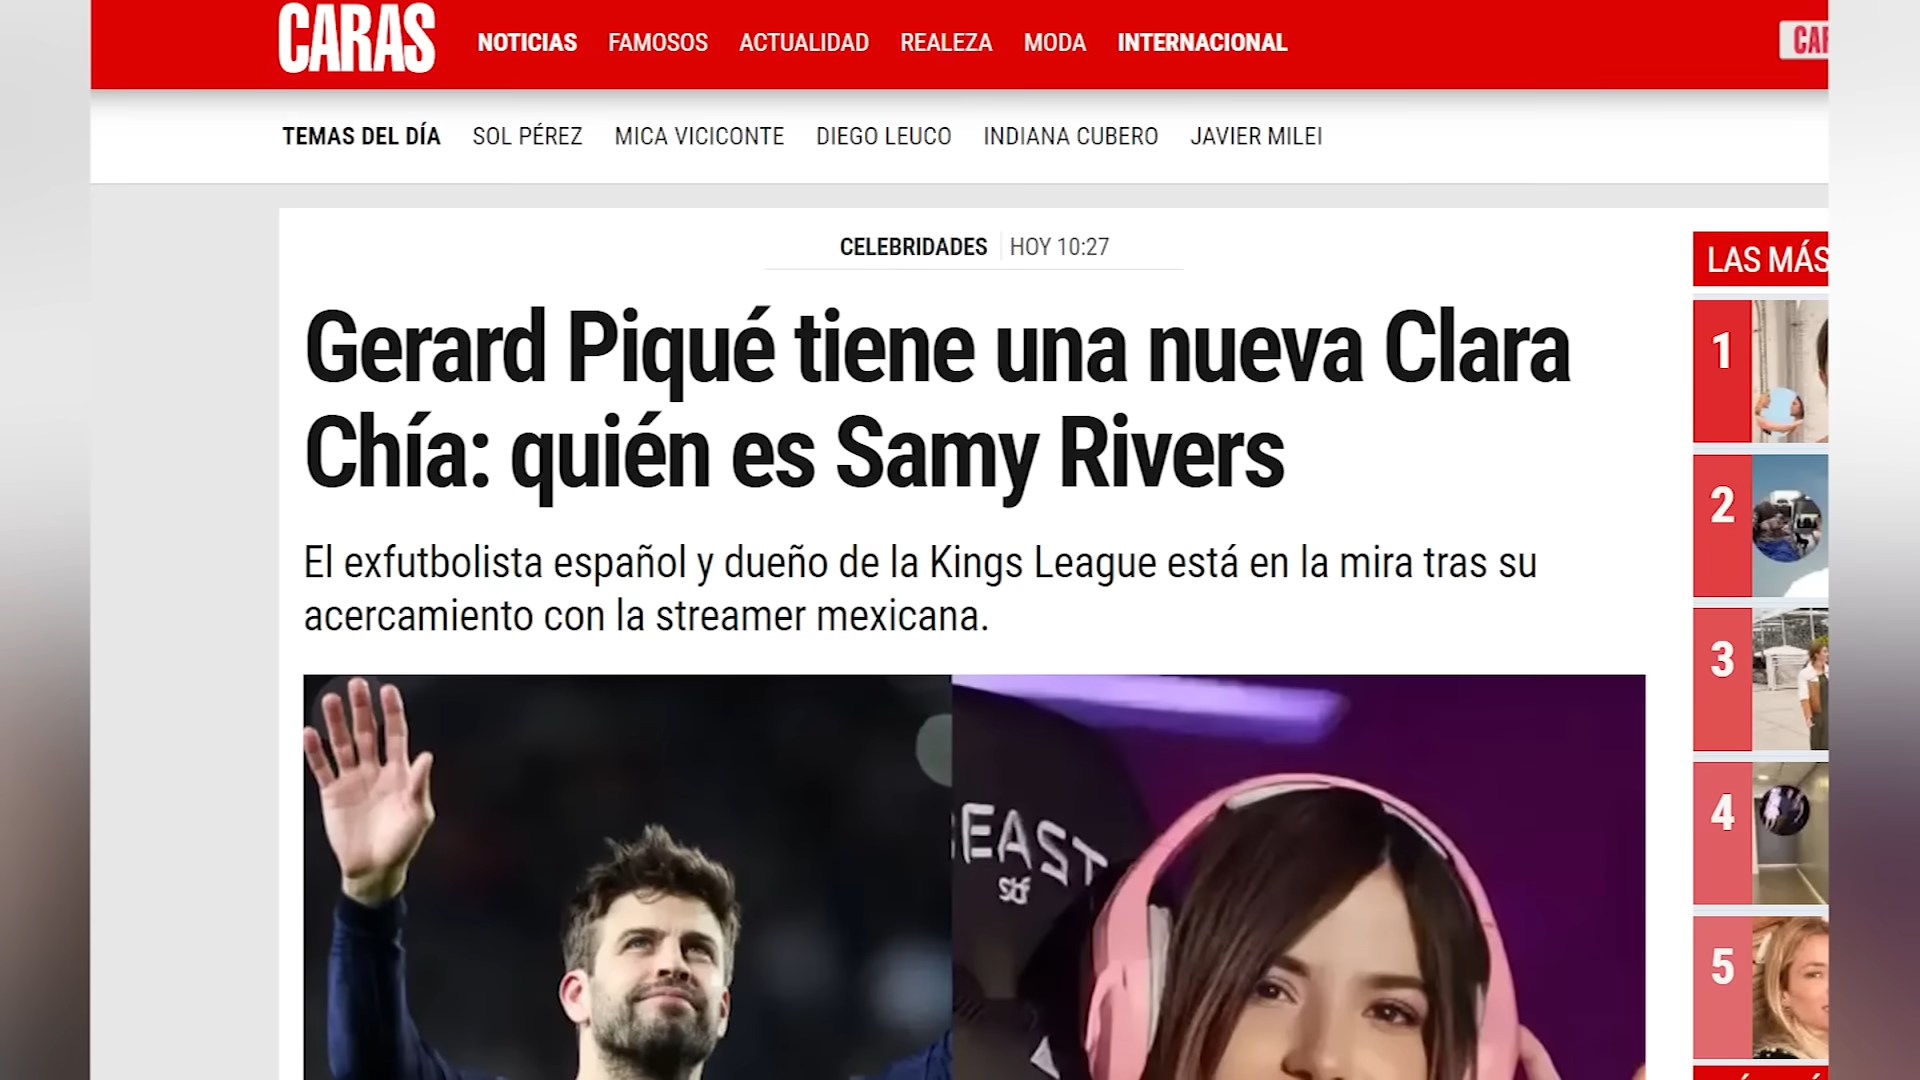 CARAS
NOTICIAS FAMOSOS ACTUALIDAD REALEZA MODA INTERNACIONAL
TEMAS DEL DÍA SOL PÉREZ MICA VICICONTE DIEGO LEUCO INDIANA CUBERO JAVIER MILEI
CELEBRIDADES HOY 10:27
Gerard Piqué tiene una nueva Clara
Chía: quién es Samy Rivers
El exfutbolista español y dueño de la Kings League está en la mira tras su
acercamiento con la streamer mexicana.
EAST
stf
LAS MÁS
1
2
3
4
5